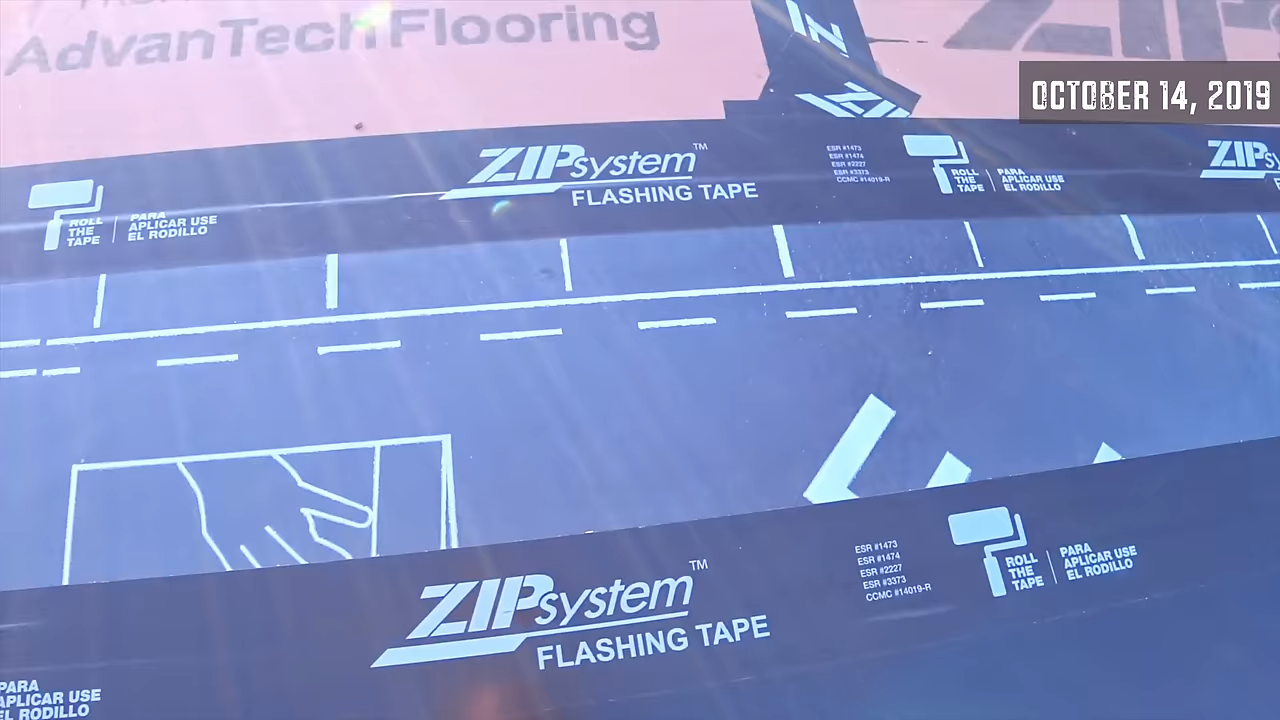 AdvanTech Flooring
ZIP
OCTOBER 14, 2019
ZIPsystem™
FLASHING TAPE
ESR #1473
ESR #1474
ESR #2227
ESR #3373
CCMC #14019-R
ROLL
THE
TAPE
PARA
APLICAR USE
EL RODILLO
ZIPsy
ROLL
THE
TAPE
PARA
APLICAR USE
EL RODILLO
ZIPsystem™
FLASHING TAPE
ESR #1473
ESR #1474
ESR #2227
ESR #3373
CCMC #14019-R
ROLL
THE
TAPE
PARA
APLICAR USE
EL RODILLO
PARA
APLICAR USE
EL RODILLO